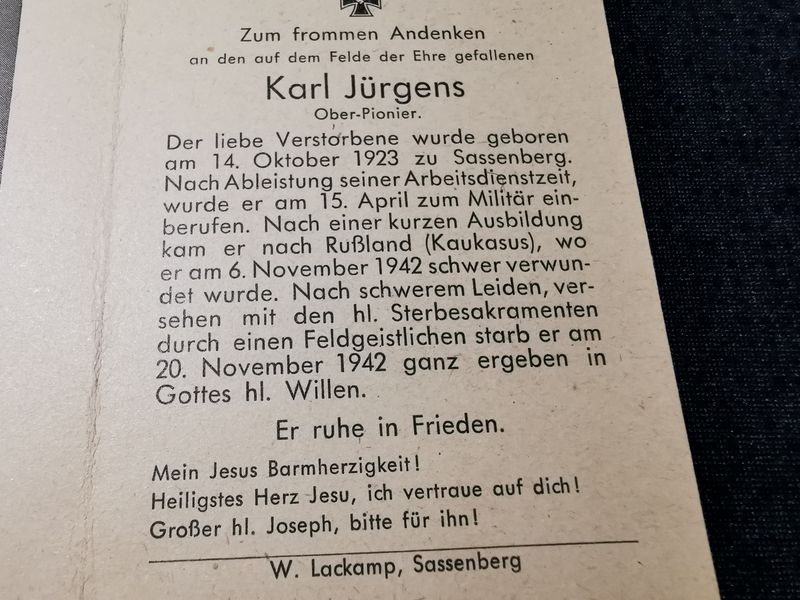 Zum frommen Andenken
an den auf dem Felde der Ehre gefallenen
Karl Jürgens
Ober-Pionier.
Der liebe Verstorbene wurde geboren
am 14. Oktober 1923 zu Sassenberg.
Nach Ableistung seiner Arbeitsdienstzeit,
wurde er am 15. April zum Militär ein-
berufen. Nach einer kurzen Ausbildung
kam er nach Rußland (Kaukasus), wo
er am 6. November 1942 schwer verwun-
det wurde. Nach schwerem Leiden, ver-
sehen mit den hl. Sterbesakramenten
durch einen Feldgeistlichen starb er am
20. November 1942 ganz ergeben in
Gottes hl. Willen.
Er ruhe in Frieden.
Mein Jesus Barmherzigkeit!
Heiligstes Herz Jesu, ich vertraue auf dich!
Großer hl. Joseph, bitte für ihn!
W. Lackamp, Sassenberg